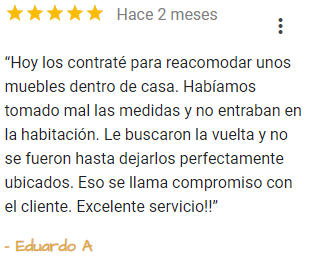 Hace 2 meses
“Hoy los contraté para reacomodar unos
muebles dentro de casa. Habíamos
tomado mal las medidas y no entraban en
la habitación. Le buscaron la vuelta y no
se fueron hasta dejarlos perfectamente
ubicados. Eso se llama compromiso con
el cliente. Excelente servicio!!”
- Eduardo A